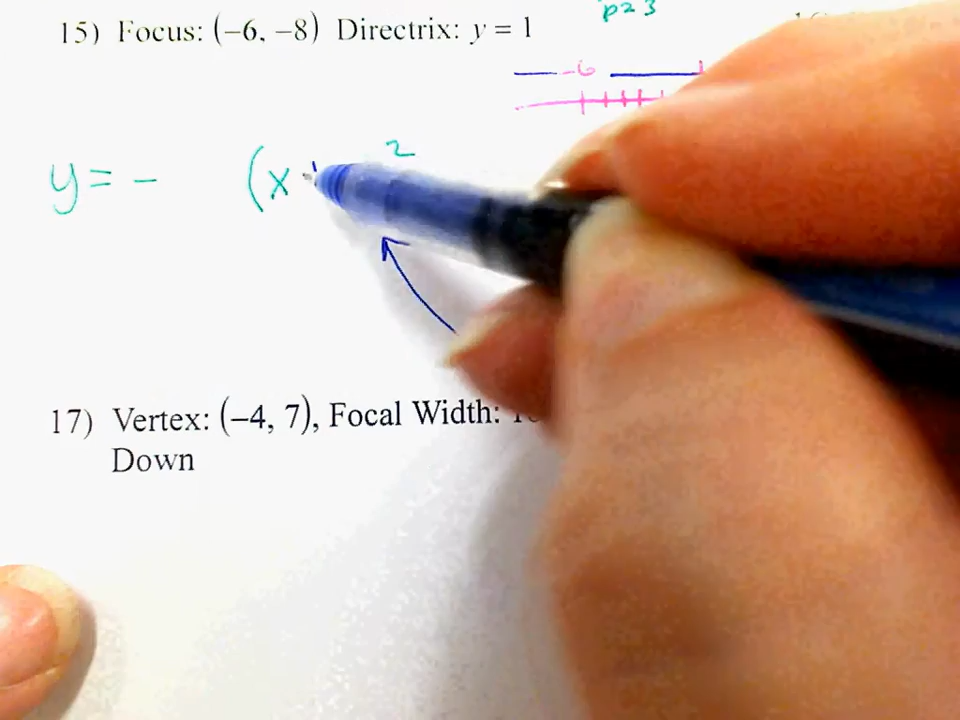 p=3
15) Focus: (−6, −8) Directrix: y = 1
-6
y = - (x + 2
17) Vertex: (−4, 7), Focal Width:
Down